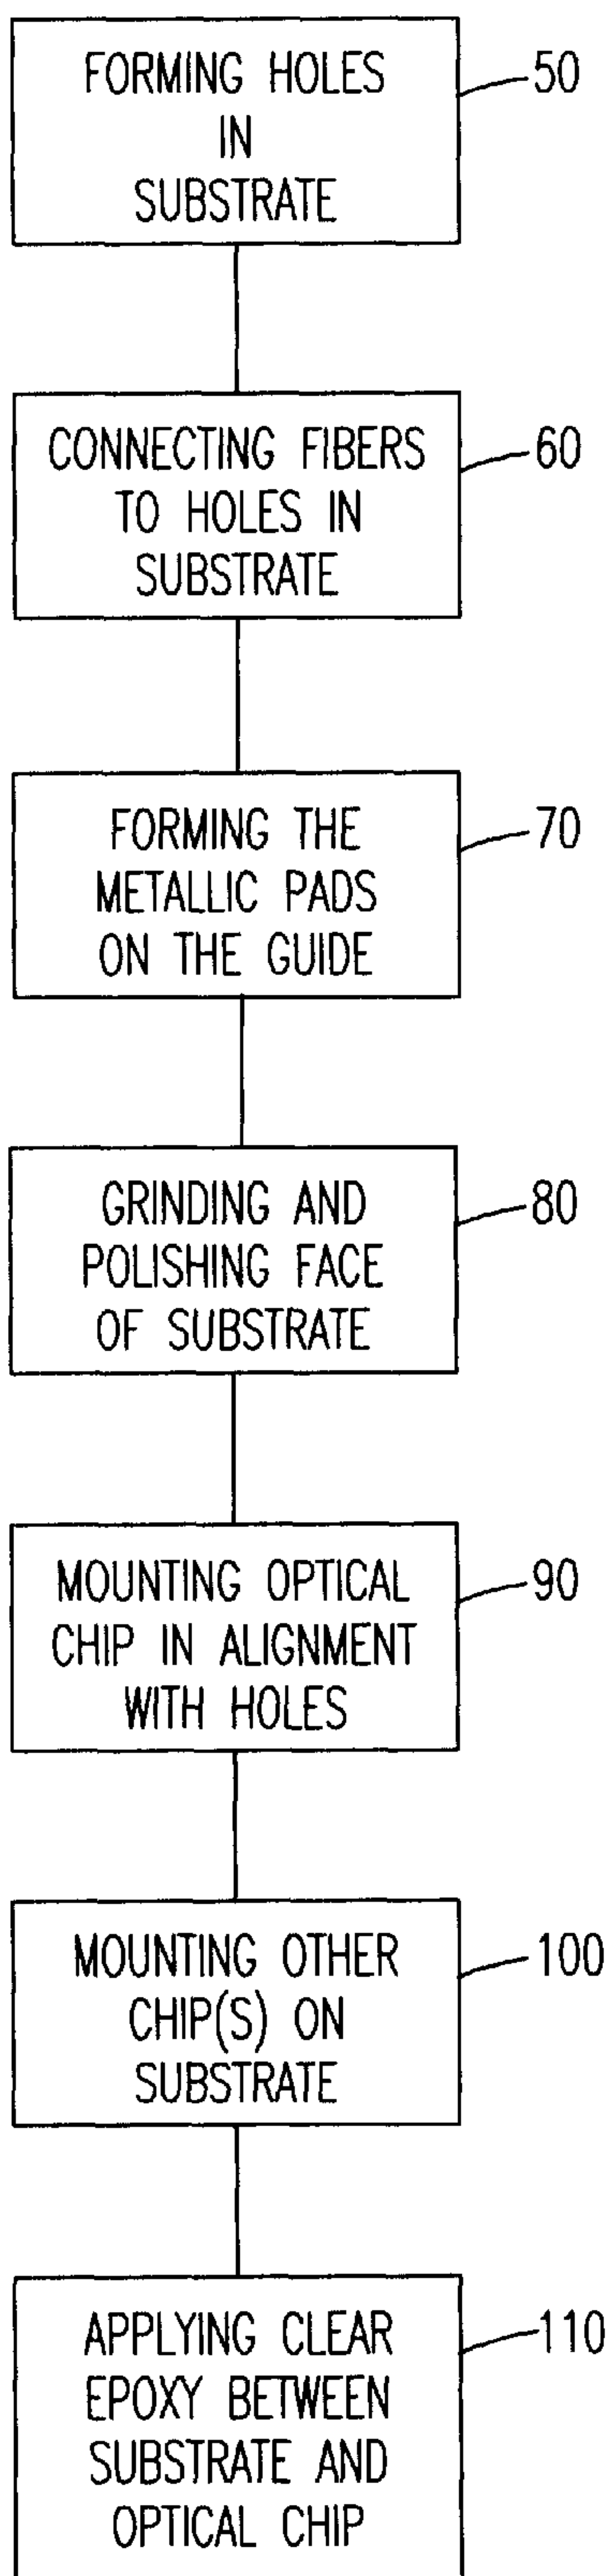 FORMING HOLES
IN
SUBSTRATE
50
CONNECTING FIBERS
TO HOLES IN
SUBSTRATE
60
FORMING THE
METALLIC PADS
ON THE GUIDE
70
GRINDING AND
POLISHING FACE
OF SUBSTRATE
80
MOUNTING OPTICAL
CHIP IN ALIGNMENT
WITH HOLES
90
MOUNTING OTHER
CHIP(S) ON
SUBSTRATE
100
APPLYING CLEAR
EPOXY BETWEEN
SUBSTRATE AND
OPTICAL CHIP
110